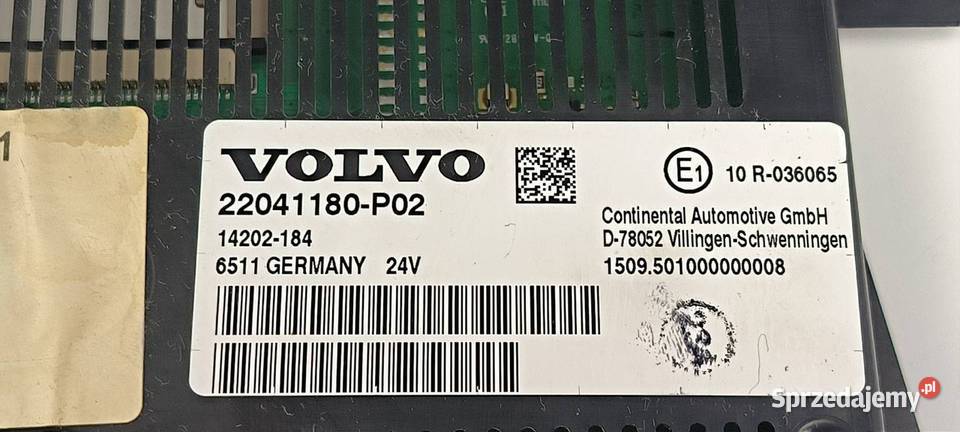 1
VOLVO
22041180-P02
14202-184
6511 GERMANY 24V
E1 10 R-036065
Continental Automotive GmbH
D-78052 Villingen-Schwenningen
1509.501000000008
Sprzedajemy.pl